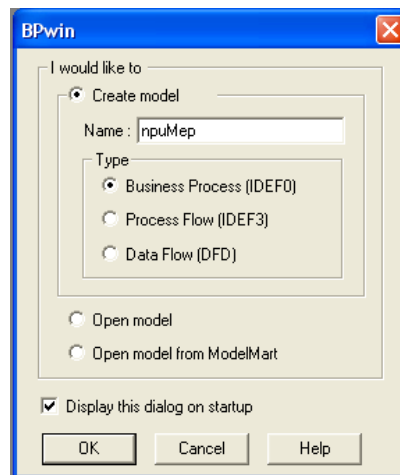 BPwin
I would like to
Create model
Name : npuMep
Type
Business Process (IDEF0)
Process Flow (IDEF3)
Data Flow (DFD)
Open model
Open model from ModelMart
Display this dialog on startup
OK Cancel Help